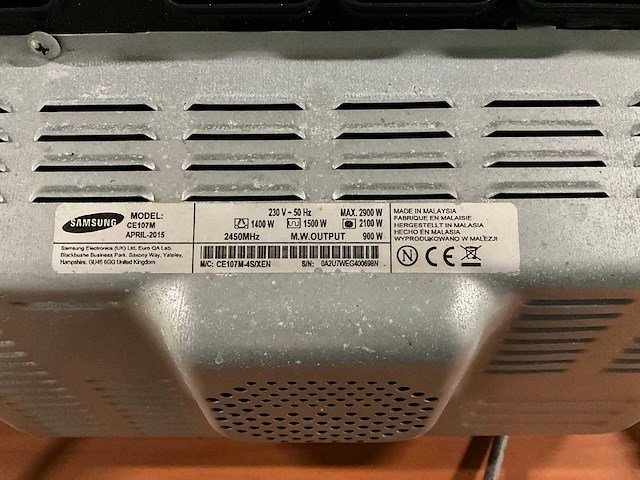 SAMSUNG
MODEL:
CE107M
APRIL-2015
Samsung Electronics (UK) Ltd, Euro QA Lab.
Blackbushe Business Park, Saxony Way, Yateley,
Hampshire. GU46 6GG United Kingdom
230 V ~ 50 Hz MAX. 2900 W
1400 W 1500 W 2100 W
2450MHz M.W.OUTPUT 900 W
M/C: CE107M-4S/XEN S/N: 0A2U7WEG400698N
MADE IN MALAYSIA
FABRIQUE EN MALAISIE
HERGESTELLT IN MALAYSIA
HECHO EN MALASIA
WYPRODUKOWANO W MALEZJI
N CE